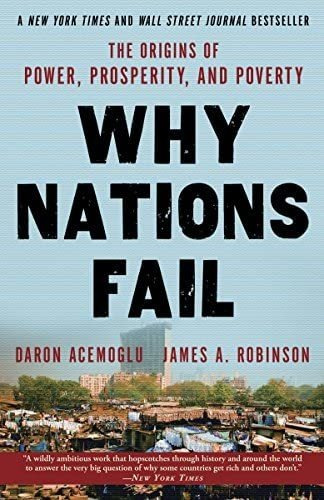 A NEW YORK TIMES AND WALL STREET JOURNAL BESTSELLER
THE ORIGINS OF
POWER, PROSPERITY, AND POVERTY
WHY
NATIONS
FAIL
DARON ACEMOGLU JAMES A. ROBINSON
"A wildly ambitious work that hopscotches through history and around the world
to answer the very big question of why some countries get rich and others don't."
—NEW YORK TIMES